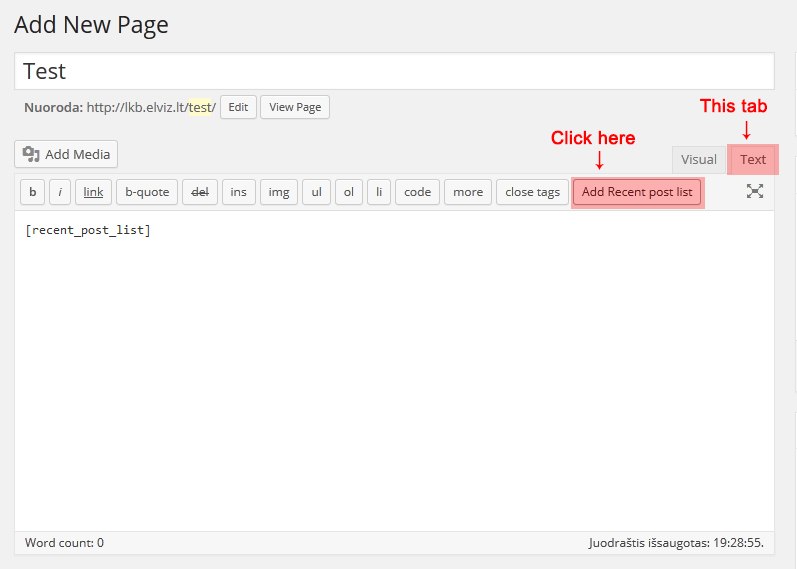 Add New Page
Test
Nuoroda: http://lkb.elviz.lt/test/ Edit View Page
This tab
Click here
Add Media
Visual Text
b i link b-quote del ins img ul ol li code more close tags Add Recent post list
[recent_post_list]
Word count: 0 Juodraštis išsaugotas: 19:28:55.